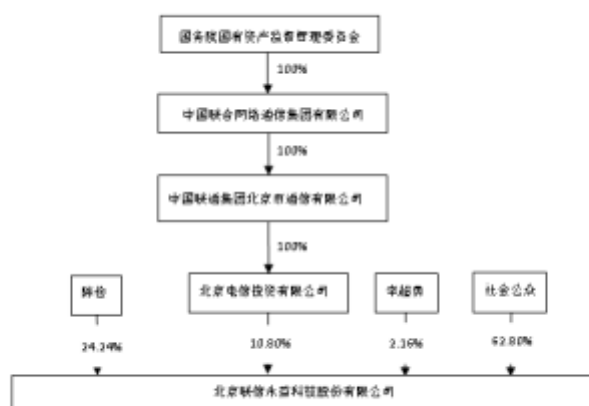 国务院国有资产监督管理委员会
100%
中国联合网络通信集团有限公司
100%
中国联通集团北京市通信有限公司
100%
陈俭
北京电信投资有限公司
李超勇
社会公众
24.24%
10.80%
2.16%
62.80%
北京联信永益科技股份有限公司